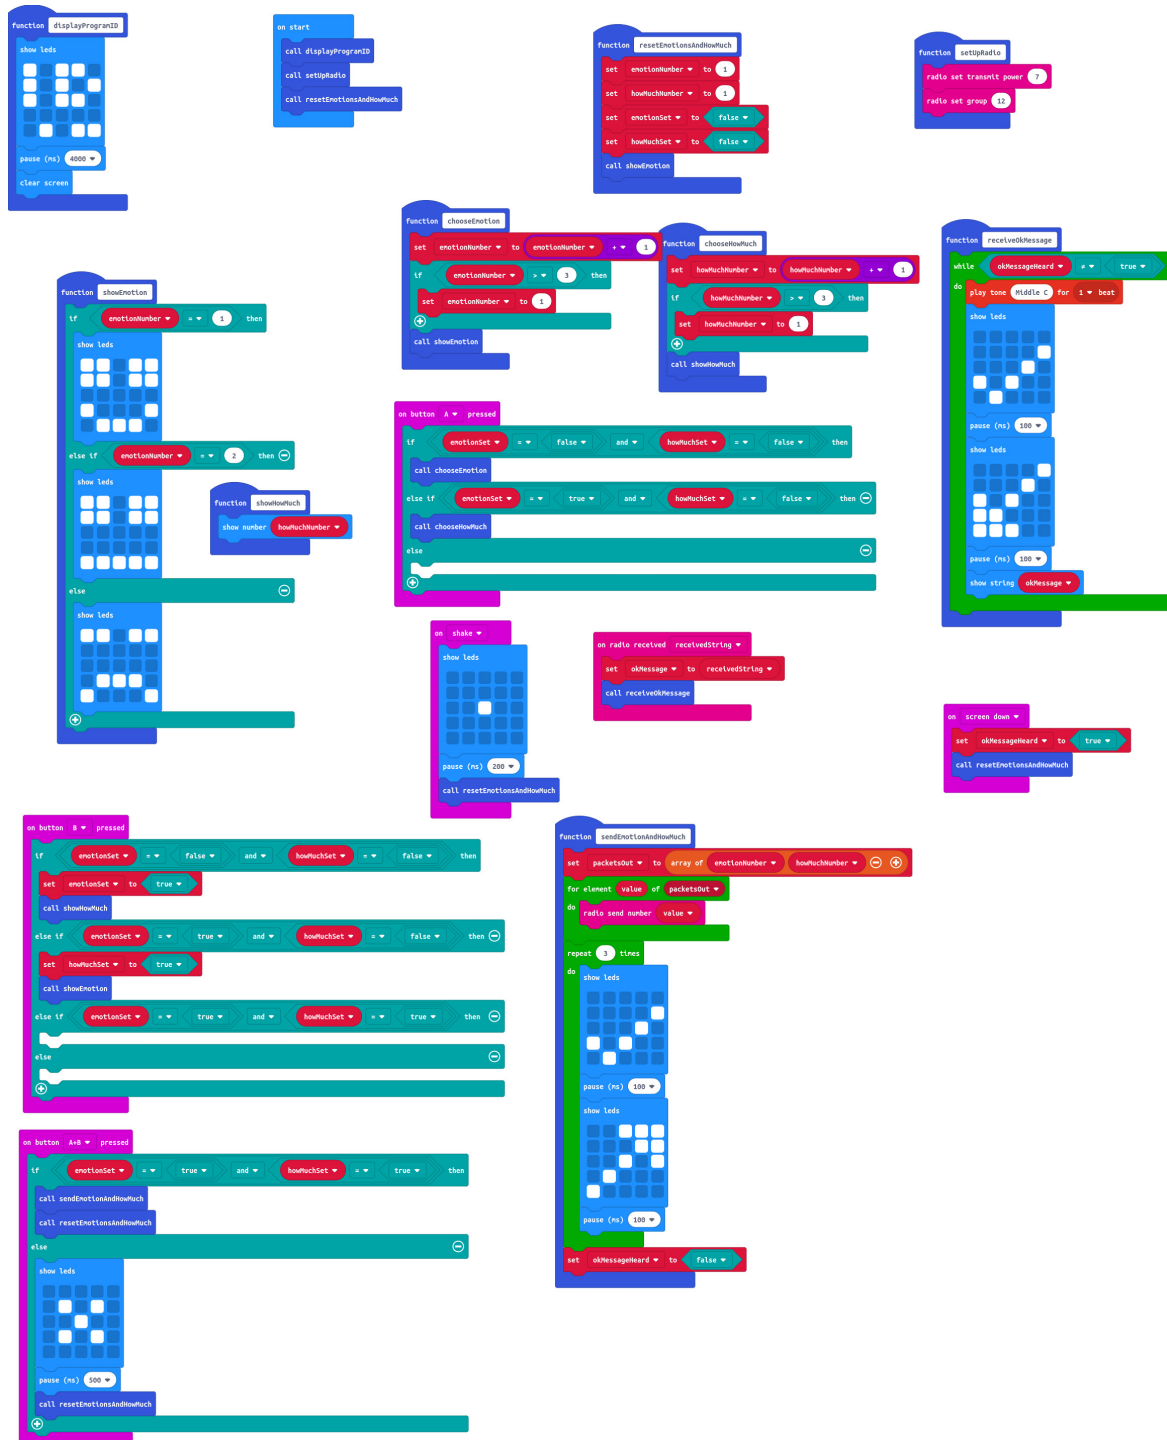 function displayProgramID
show leds
pause (ms) 4000
clear screen
on start
call displayProgramID
call setUpRadio
call resetEmotionsAndHowMuch
function resetEmotionsAndHowMuch
set emotionNumber to 1
set howMuchNumber to 1
set emotionSet to false
set howMuchSet to false
call showEmotion
function setUpRadio
radio set transmit power 7
radio set group 12
function chooseEmotion
set emotionNumber to emotionNumber + 1
if emotionNumber > 3 then
set emotionNumber to 1
call showEmotion
function chooseHowMuch
set howMuchNumber to howMuchNumber + 1
if howMuchNumber > 3 then
set howMuchNumber to 1
call showHowMuch
function receiveOkMessage
while okMessageHeard ≠ true
do play tone Middle C for 1 beat
show leds
pause (ms) 100
show leds
pause (ms) 100
show string okMessage
function showEmotion
if emotionNumber = 1 then
show leds
else if emotionNumber = 2 then
show leds
else
show leds
function showHowMuch
show number howMuchNumber
on button A pressed
if emotionSet = false and howMuchSet = false then
call chooseEmotion
else if emotionSet = true and howMuchSet = false then
call chooseHowMuch
else
on shake
show leds
pause (ms) 200
call resetEmotionsAndHowMuch
on radio received receivedString
set okMessage to receivedString
call receiveOkMessage
on screen down
set okMessageHeard to true
call resetEmotionsAndHowMuch
on button B pressed
if emotionSet = false and howMuchSet = false then
set emotionSet to true
call showHowMuch
else if emotionSet = true and howMuchSet = false then
set howMuchSet to true
call showEmotion
else if emotionSet = true and howMuchSet = true then
else
function sendEmotionAndHowMuch
set packetsOut to array of emotionNumber howMuchNumber
for element value of packetsOut
do radio send number value
repeat 3 times
do show leds
pause (ms) 100
show leds
pause (ms) 100
set okMessageHeard to false
on button A+B pressed
if emotionSet = true and howMuchSet = true then
call sendEmotionAndHowMuch
call resetEmotionsAndHowMuch
else
show leds
pause (ms) 500
call resetEmotionsAndHowMuch